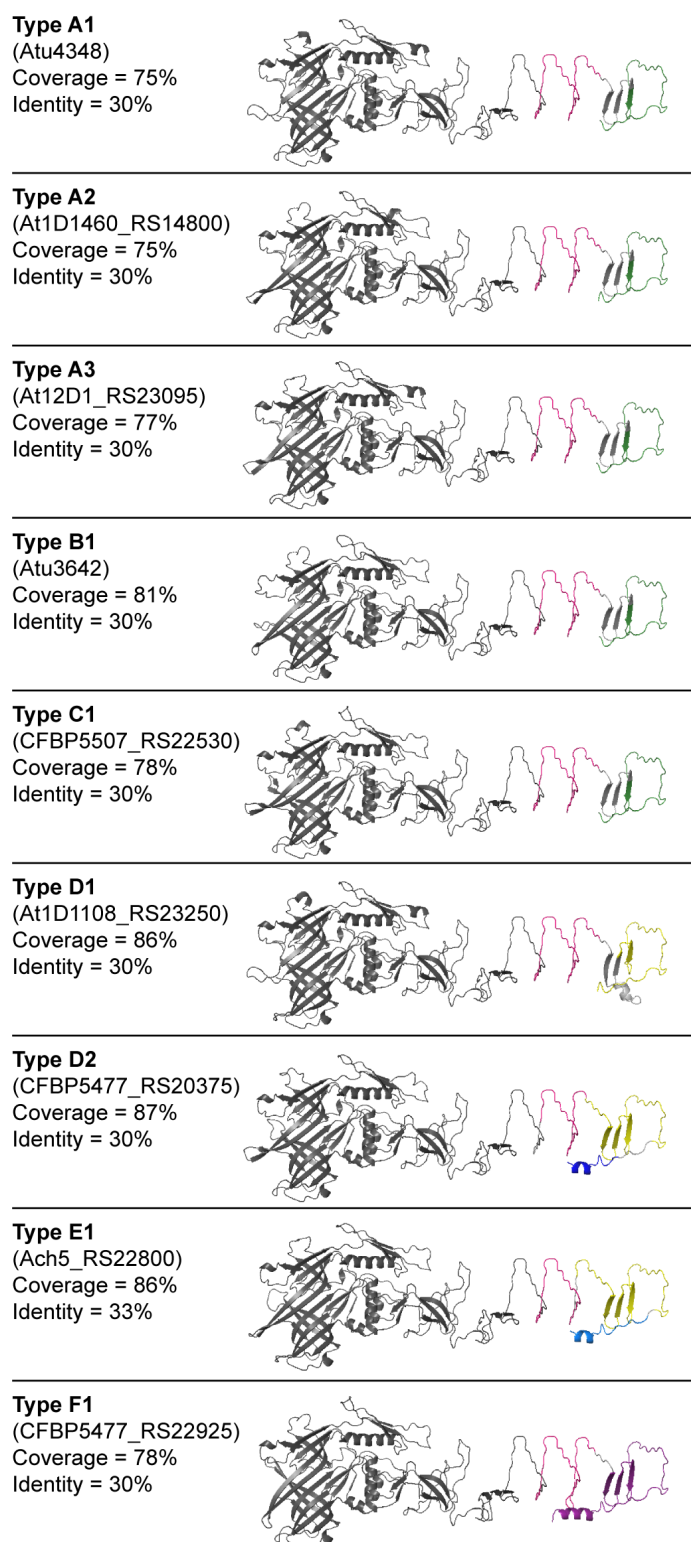 Type A1
(Atu4348)
Coverage = 75%
Identity = 30%
Type A2
(At1D1460_RS14800)
Coverage = 75%
Identity = 30%
Type A3
(At12D1_RS23095)
Coverage = 77%
Identity = 30%
Type B1
(Atu3642)
Coverage = 81%
Identity = 30%
Type C1
(CFBP5507_RS22530)
Coverage = 78%
Identity = 30%
Type D1
(At1D1108_RS23250)
Coverage = 86%
Identity = 30%
Type D2
(CFBP5477_RS20375)
Coverage = 87%
Identity = 30%
Type E1
(Ach5_RS22800)
Coverage = 86%
Identity = 33%
Type F1
(CFBP5477_RS22925)
Coverage = 78%
Identity = 30%